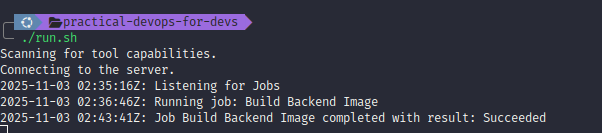 practical-devops-for-devs
./run.sh
Scanning for tool capabilities.
Connecting to the server.
2025-11-03 02:35:16Z: Listening for Jobs
2025-11-03 02:36:46Z: Running job: Build Backend Image
2025-11-03 02:43:41Z: Job Build Backend Image completed with result: Succeeded